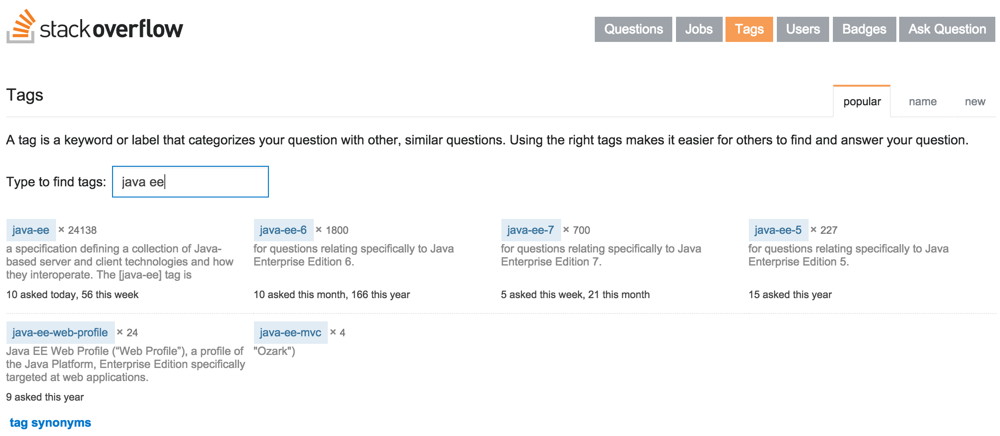 stackoverflow
Questions Jobs Tags Users Badges Ask Question
Tags
popular name new
A tag is a keyword or label that categorizes your question with other, similar questions. Using the right tags makes it easier for others to find and answer your question.
Type to find tags: java ee
java-ee × 24138
a specification defining a collection of Java-
based server and client technologies and how
they interoperate. The [java-ee] tag is
10 asked today, 56 this week
java-ee-6 × 1800
for questions relating specifically to Java
Enterprise Edition 6.
10 asked this month, 166 this year
java-ee-7 × 700
for questions relating specifically to Java
Enterprise Edition 7.
5 asked this week, 21 this month
java-ee-5 × 227
for questions relating specifically to Java
Enterprise Edition 5.
15 asked this year
java-ee-web-profile × 24
Java EE Web Profile (“Web Profile”), a profile of
the Java Platform, Enterprise Edition specifically
targeted at web applications.
9 asked this year
java-ee-mvc × 4
"Ozark")
tag synonyms